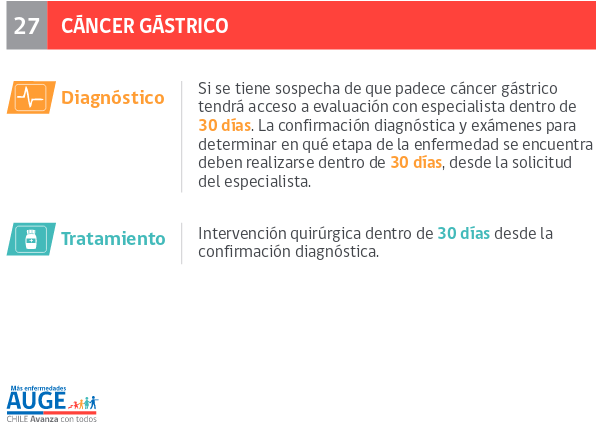 27 CÁNCER GÁSTRICO
Diagnóstico
Si se tiene sospecha de que padece cáncer gástrico
tendrá acceso a evaluación con especialista dentro de
30 días. La confirmación diagnóstica y exámenes para
determinar en qué etapa de la enfermedad se encuentra
deben realizarse dentro de 30 días, desde la solicitud
del especialista.
Tratamiento
Intervención quirúrgica dentro de 30 días desde la
confirmación diagnóstica.
Más enfermedades
AUGE
CHILE Avanza con todos